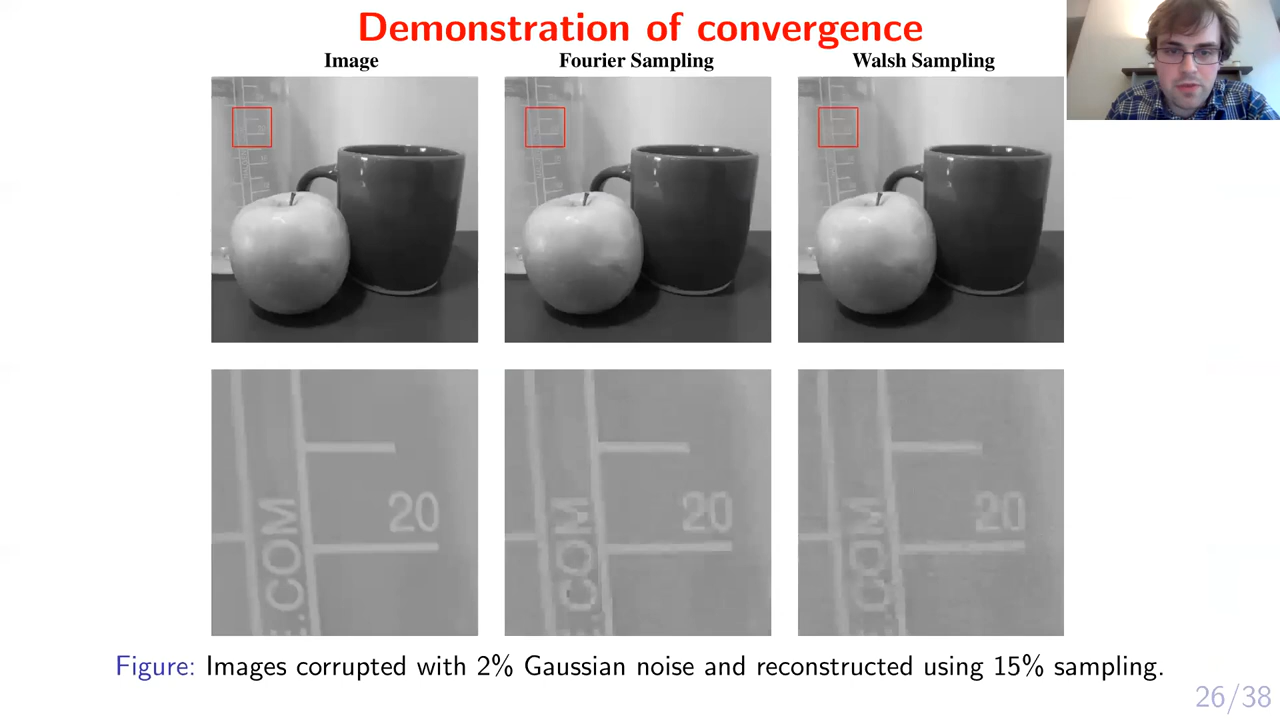 Demonstration of convergence
Image Fourier Sampling Walsh Sampling
20 20 20
E.COM E.COM E.COM
Figure: Images corrupted with 2% Gaussian noise and reconstructed using 15% sampling.
26/38